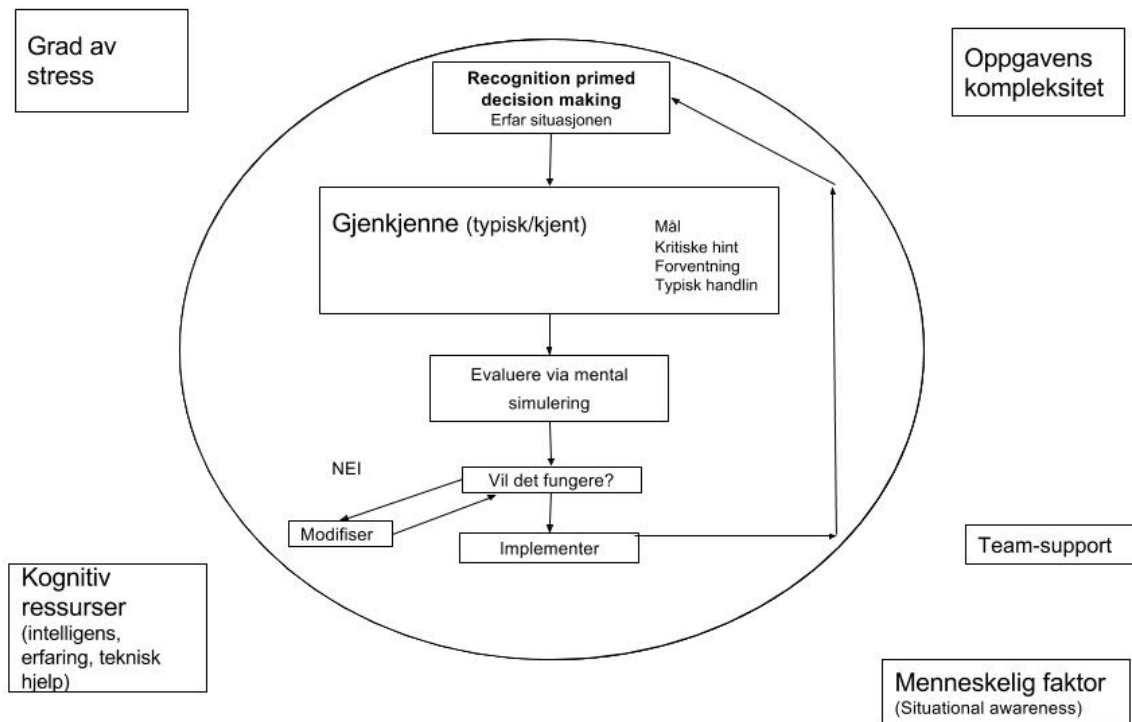 Grad av
stress
Oppgavens
kompleksitet
Recognition primed
decision making
Erfar situasjonen
Gjenkjenne (typisk/kjent)
Mål
Kritiske hint
Forventning
Typisk handlin
Evaluere via mental
simulering
NEI
Vil det fungere?
Modifiser
Implementer
Team-support
Kognitiv
ressurser
(intelligens,
erfaring, teknisk
hjelp)
Menneskelig faktor
(Situational awareness)